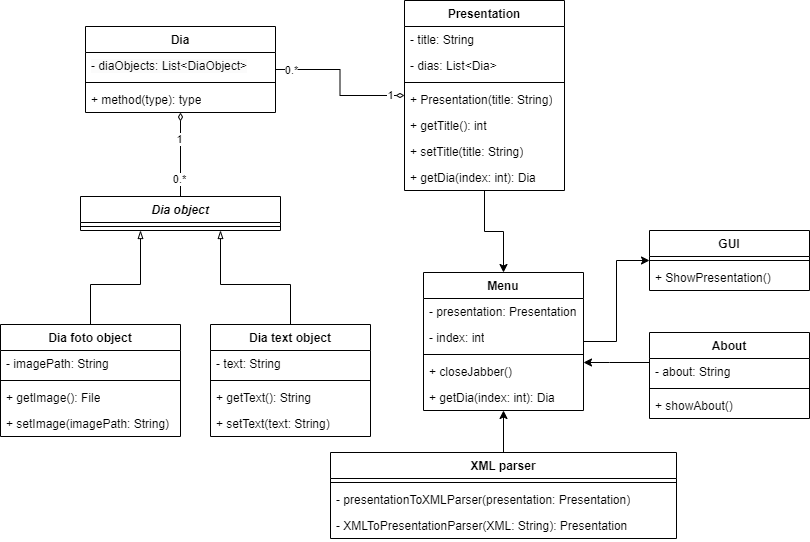 Presentation
- title: String
- dias: List<Dia>
+ Presentation(title: String)
+ getTitle(): int
+ setTitle(title: String)
+ getDia(index: int): Dia
Dia
- diaObjects: List<DiaObject>
+ method(type): type
0.*
1
1
0.*
Dia object
Dia foto object
- imagePath: String
+ getImage(): File
+ setImage(imagePath: String)
Dia text object
- text: String
+ getText(): String
+ setText(text: String)
Menu
- presentation: Presentation
- index: int
+ closeJabber()
+ getDia(index: int): Dia
GUI
+ ShowPresentation()
About
- about: String
+ showAbout()
XML parser
- presentationToXMLParser(presentation: Presentation)
- XMLToPresentationParser(XML: String): Presentation